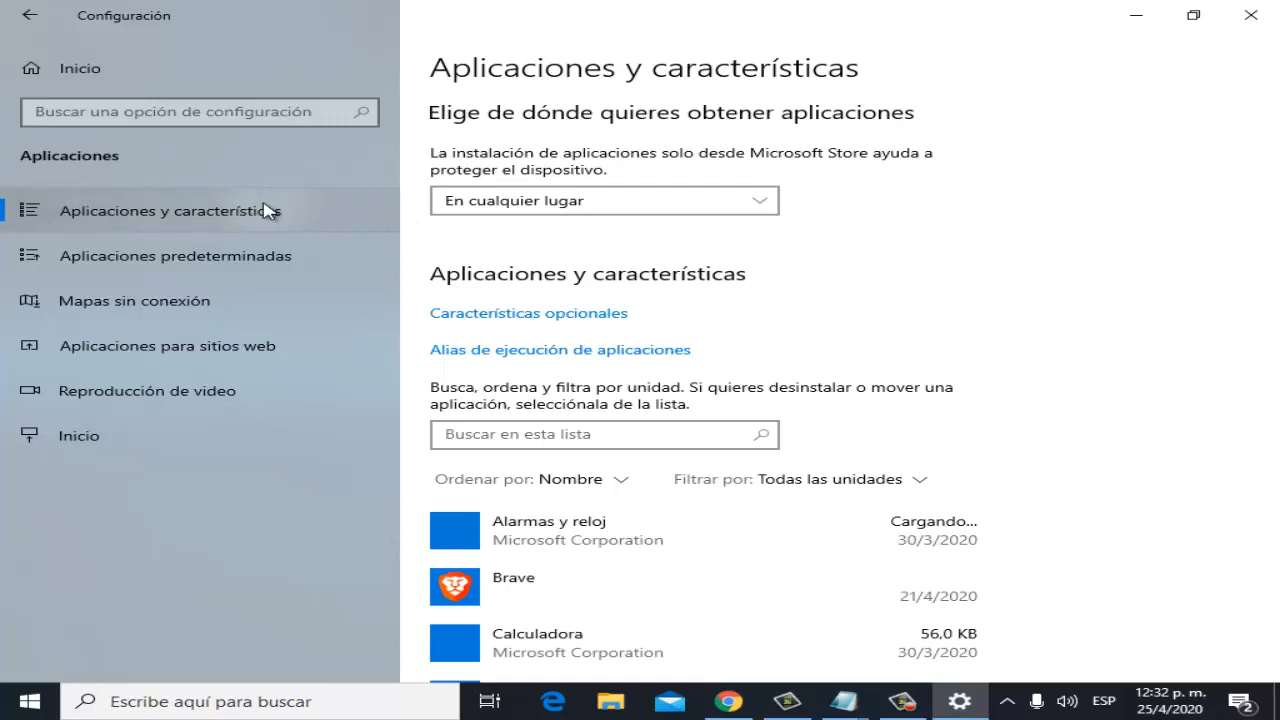 Configuración
Inicio
Buscar una opción de configuración
Aplicaciones
Aplicaciones y características
Aplicaciones predeterminadas
Mapas sin conexión
Aplicaciones para sitios web
Reproducción de video
Inicio
Aplicaciones y características
Elige de dónde quieres obtener aplicaciones
La instalación de aplicaciones solo desde Microsoft Store ayuda a
proteger el dispositivo.
En cualquier lugar
Aplicaciones y características
Características opcionales
Alias de ejecución de aplicaciones
Busca, ordena y filtra por unidad. Si quieres desinstalar o mover una
aplicación, selecciónala de la lista.
Buscar en esta lista
Ordenar por: Nombre Filtrar por: Todas las unidades
Alarmas y reloj Cargando...
Microsoft Corporation 30/3/2020
Brave
21/4/2020
Calculadora 56,0 KB
Microsoft Corporation 30/3/2020
Escribe aquí para buscar
ESP
12:32 p. m.
25/4/2020
2